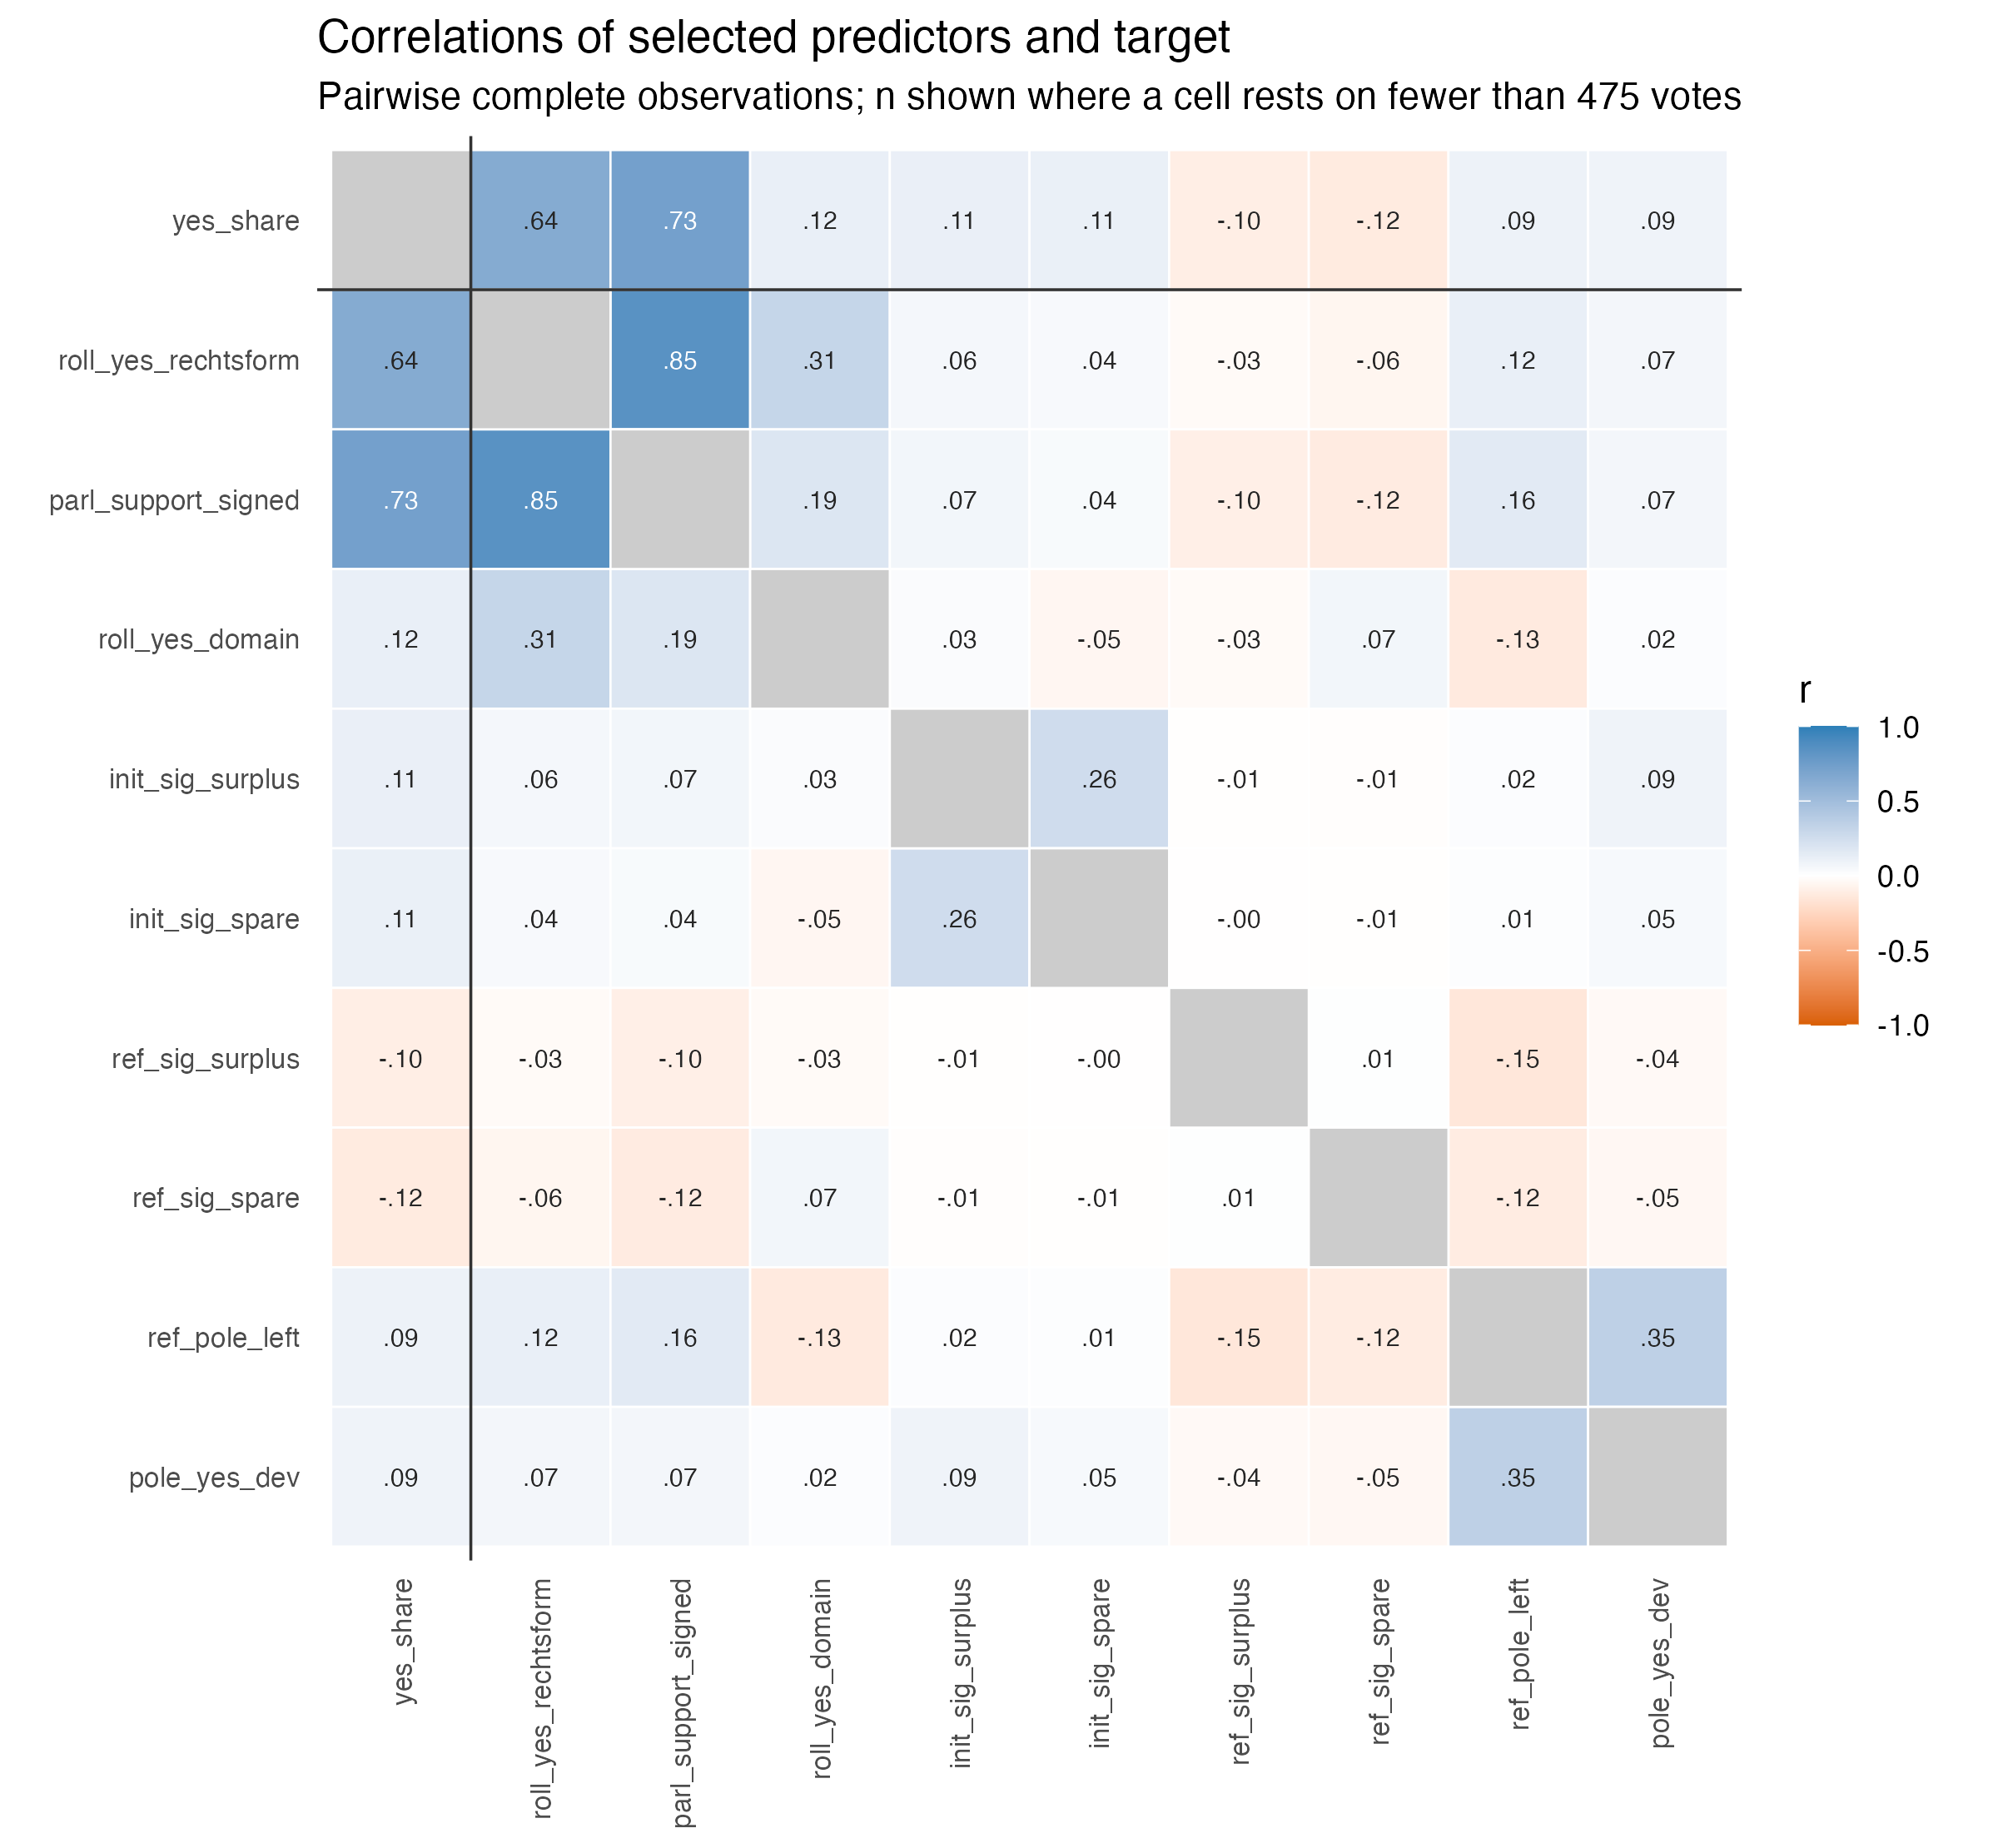 Correlations of selected predictors and target
Pairwise complete observations; n shown where a cell rests on fewer than 475 votes
yes_share .64 .73 .12 .11 .11 -.10 -.12 .09 .09
roll_yes_rechtsform .64 .85 .31 .06 .04 -.03 -.06 .12 .07
parl_support_signed .73 .85 .19 .07 .04 -.10 -.12 .16 .07
roll_yes_domain .12 .31 .19 .03 -.05 -.03 .07 -.13 .02
init_sig_surplus .11 .06 .07 .03 .26 -.01 -.01 .02 .09
init_sig_spare .11 .04 .04 -.05 .26 -.00 -.01 .01 .05
ref_sig_surplus -.10 -.03 -.10 -.03 -.01 -.00 .01 -.15 -.04
ref_sig_spare -.12 -.06 -.12 .07 -.01 -.01 .01 -.12 -.05
ref_pole_left .09 .12 .16 -.13 .02 .01 -.15 -.12 .35
pole_yes_dev .09 .07 .07 .02 .09 .05 -.04 -.05 .35
yes_share
roll_yes_rechtsform
parl_support_signed
roll_yes_domain
init_sig_surplus
init_sig_spare
ref_sig_surplus
ref_sig_spare
ref_pole_left
pole_yes_dev
r
1.0
0.5
0.0
-0.5
-1.0